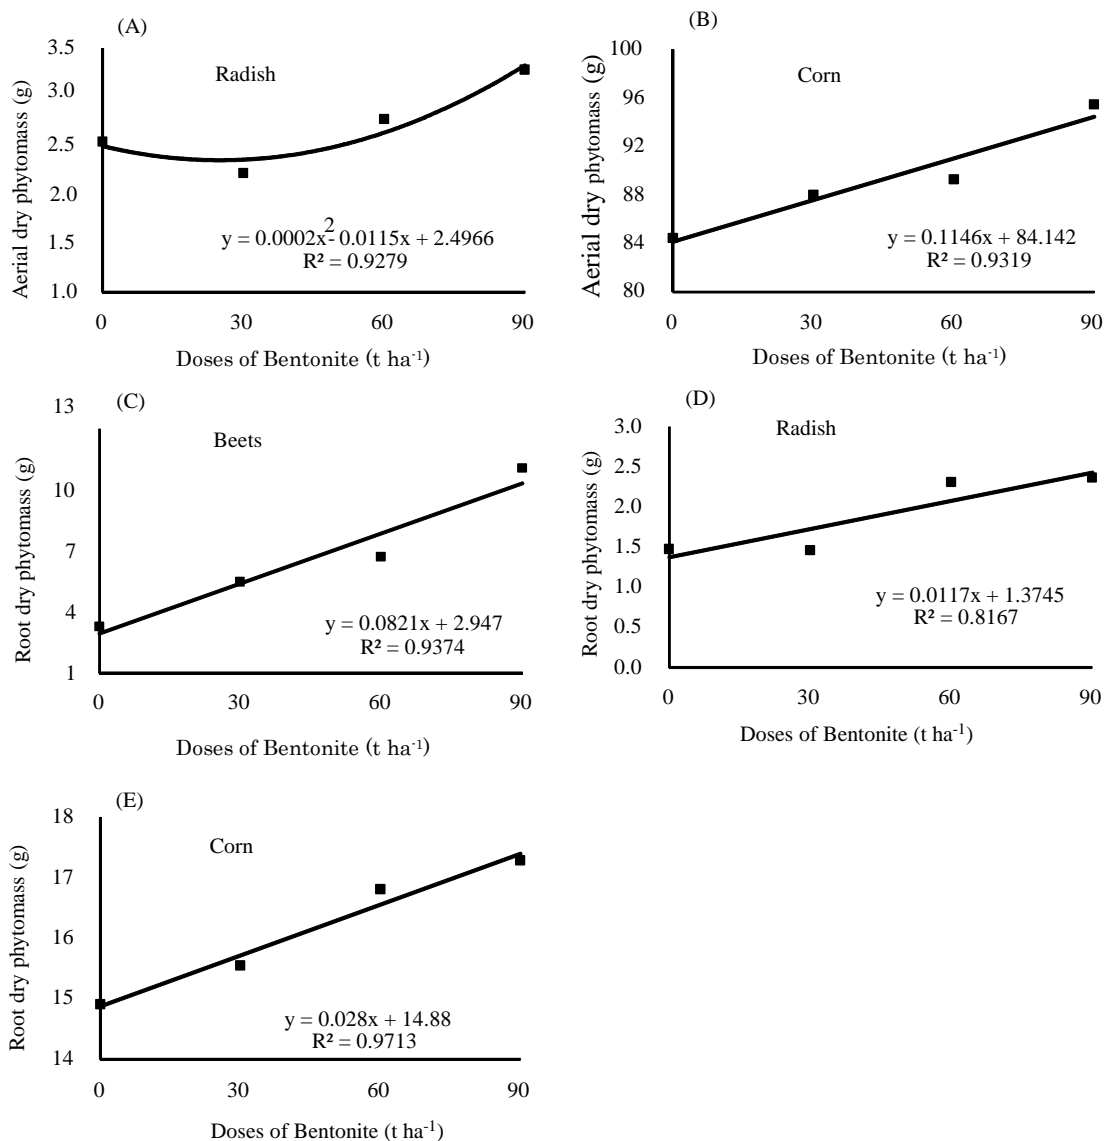 (A)
Radish
Aerial dry phytomass (g)
3.5
3.0
2.5
2.0
1.5
1.0
y = 0.0002x² - 0.0115x + 2.4966
R² = 0.9279
0 30 60 90
Doses of Bentonite (t ha⁻¹)
(B)
Corn
Aerial dry phytomass (g)
100
96
92
88
84
80
y = 0.1146x + 84.142
R² = 0.9319
0 30 60 90
Doses of Bentonite (t ha⁻¹)
(C)
Beets
Root dry phytomass (g)
13
10
7
4
1
y = 0.0821x + 2.947
R² = 0.9374
0 30 60 90
Doses of Bentonite (t ha⁻¹)
(D)
Radish
Root dry phytomass (g)
3.0
2.5
2.0
1.5
1.0
0.5
0.0
y = 0.0117x + 1.3745
R² = 0.8167
0 30 60 90
Doses of Bentonite (t ha⁻¹)
(E)
Corn
Root dry phytomass (g)
18
17
16
15
14
y = 0.028x + 14.88
R² = 0.9713
0 30 60 90
Doses of Bentonite (t ha⁻¹)